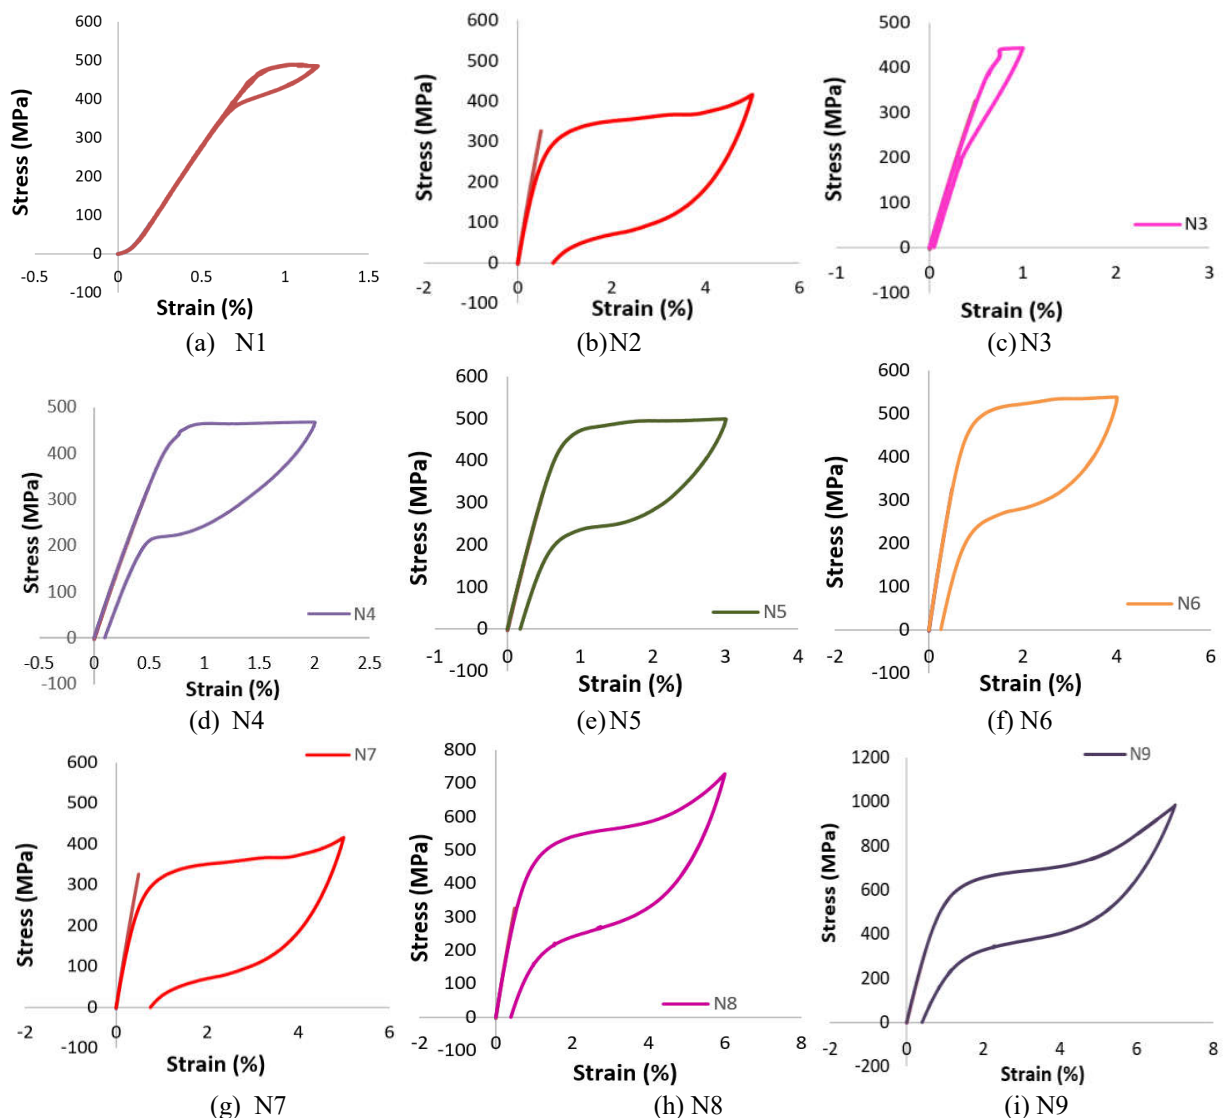 600
500
400
300
200
100
0
-100
-0.5 0 0.5 1 1.5
Stress (MPa)
Strain (%)
(a) N1
600
500
400
300
200
100
0
-100
-2 0 2 4 6
Stress (MPa)
Strain (%)
(b) N2
500
400
300
200
100
0
-100
-1 0 1 2 3
Stress (MPa)
Strain (%)
N3
(c) N3
500
400
300
200
100
0
-100
-0.5 0 0.5 1 1.5 2 2.5
Stress (MPa)
Strain (%)
N4
(d) N4
600
500
400
300
200
100
0
-100
-1 0 1 2 3 4
Stress (MPa)
Strain (%)
N5
(e) N5
600
500
400
300
200
100
0
-100
-2 0 2 4 6
Stress (MPa)
Strain (%)
N6
(f) N6
N7
600
500
400
300
200
100
0
-100
-2 0 2 4 6
Stress (MPa)
Strain (%)
(g) N7
800
700
600
500
400
300
200
100
0
-100
-2 0 2 4 6 8
Stress (MPa)
Strain (%)
N8
(h) N8
N9
1200
1000
800
600
400
200
0
-200
-2 0 2 4 6 8
Stress (MPa)
Strain (%)
(i) N9